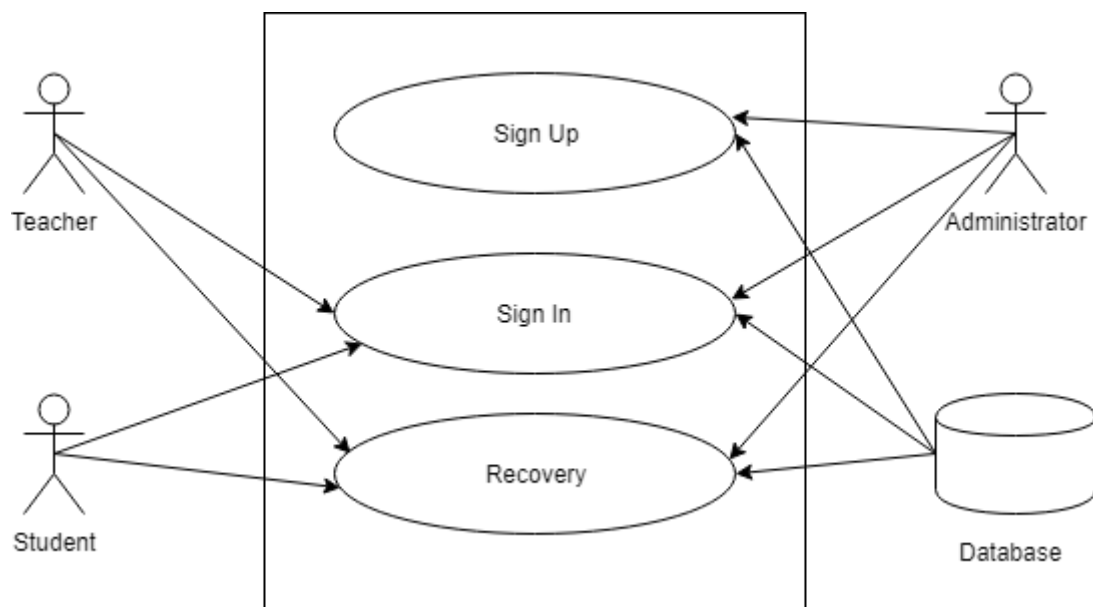 Sign Up
Teacher
Administrator
Sign In
Recovery
Student
Database